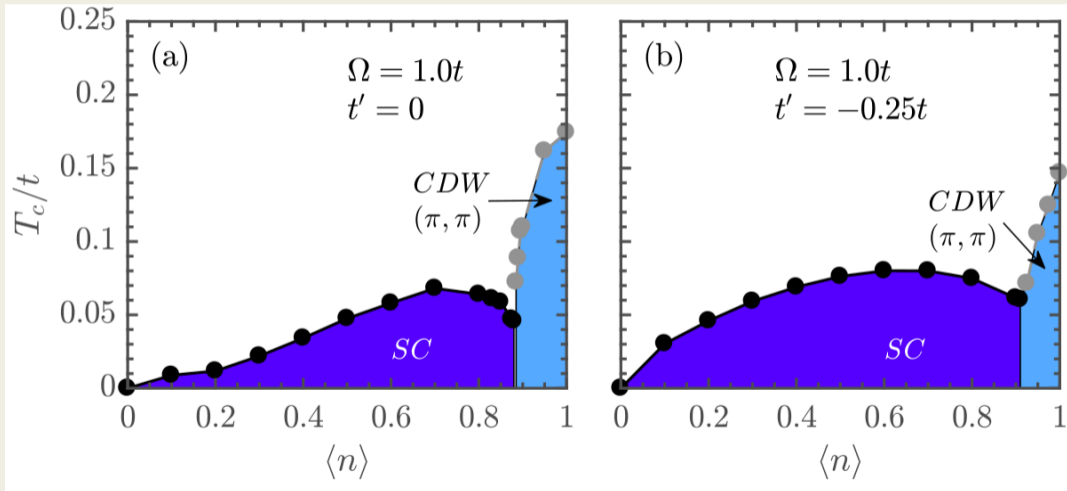 (a)
Ω = 1.0t
t′ = 0
CDW
(π, π)
SC
0.25
0.2
0.15
0.1
0.05
0
T_c/t
0 0.2 0.4 0.6 0.8 1
⟨n⟩
(b)
Ω = 1.0t
t′ = −0.25t
CDW
(π, π)
SC
0 0.2 0.4 0.6 0.8 1
⟨n⟩